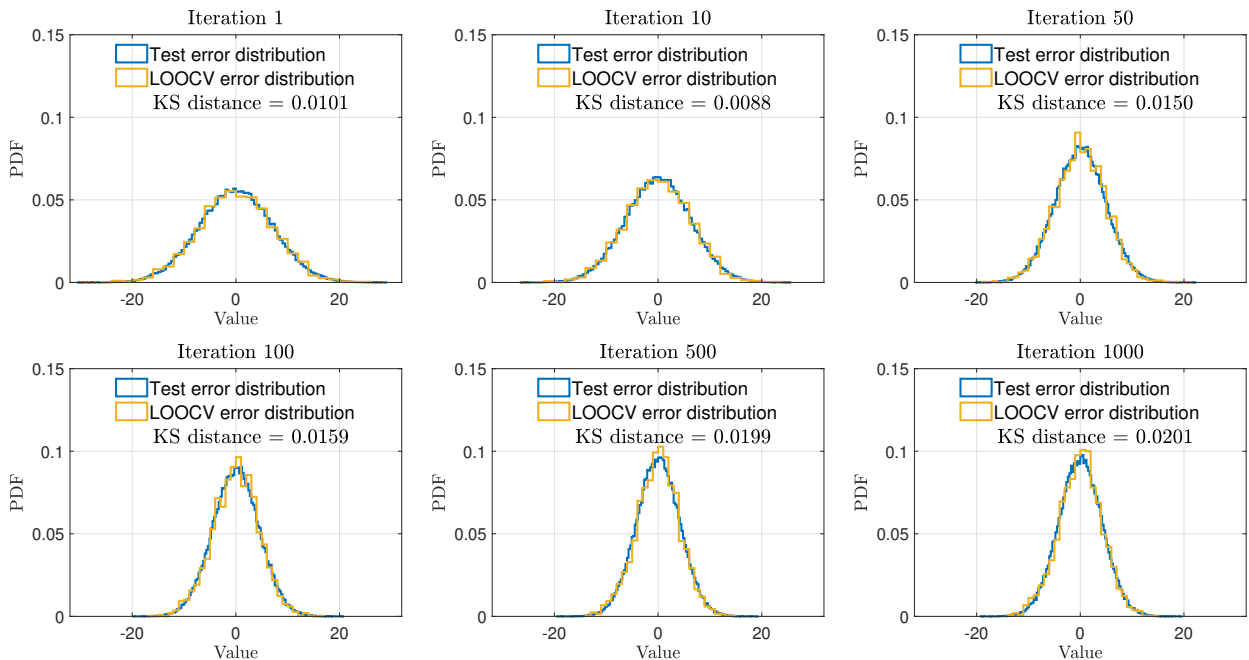 Iteration 1
0.15
Test error distribution
LOOCV error distribution
KS distance = 0.0101
0.1
PDF
0.05
0
-20 0 20
Value
Iteration 10
0.15
Test error distribution
LOOCV error distribution
KS distance = 0.0088
0.1
PDF
0.05
0
-20 0 20
Value
Iteration 50
0.15
Test error distribution
LOOCV error distribution
KS distance = 0.0150
0.1
PDF
0.05
0
-20 0 20
Value
Iteration 100
0.15
Test error distribution
LOOCV error distribution
KS distance = 0.0159
0.1
PDF
0.05
0
-20 0 20
Value
Iteration 500
0.15
Test error distribution
LOOCV error distribution
KS distance = 0.0199
0.1
PDF
0.05
0
-20 0 20
Value
Iteration 1000
0.15
Test error distribution
LOOCV error distribution
KS distance = 0.0201
0.1
PDF
0.05
0
-20 0 20
Value